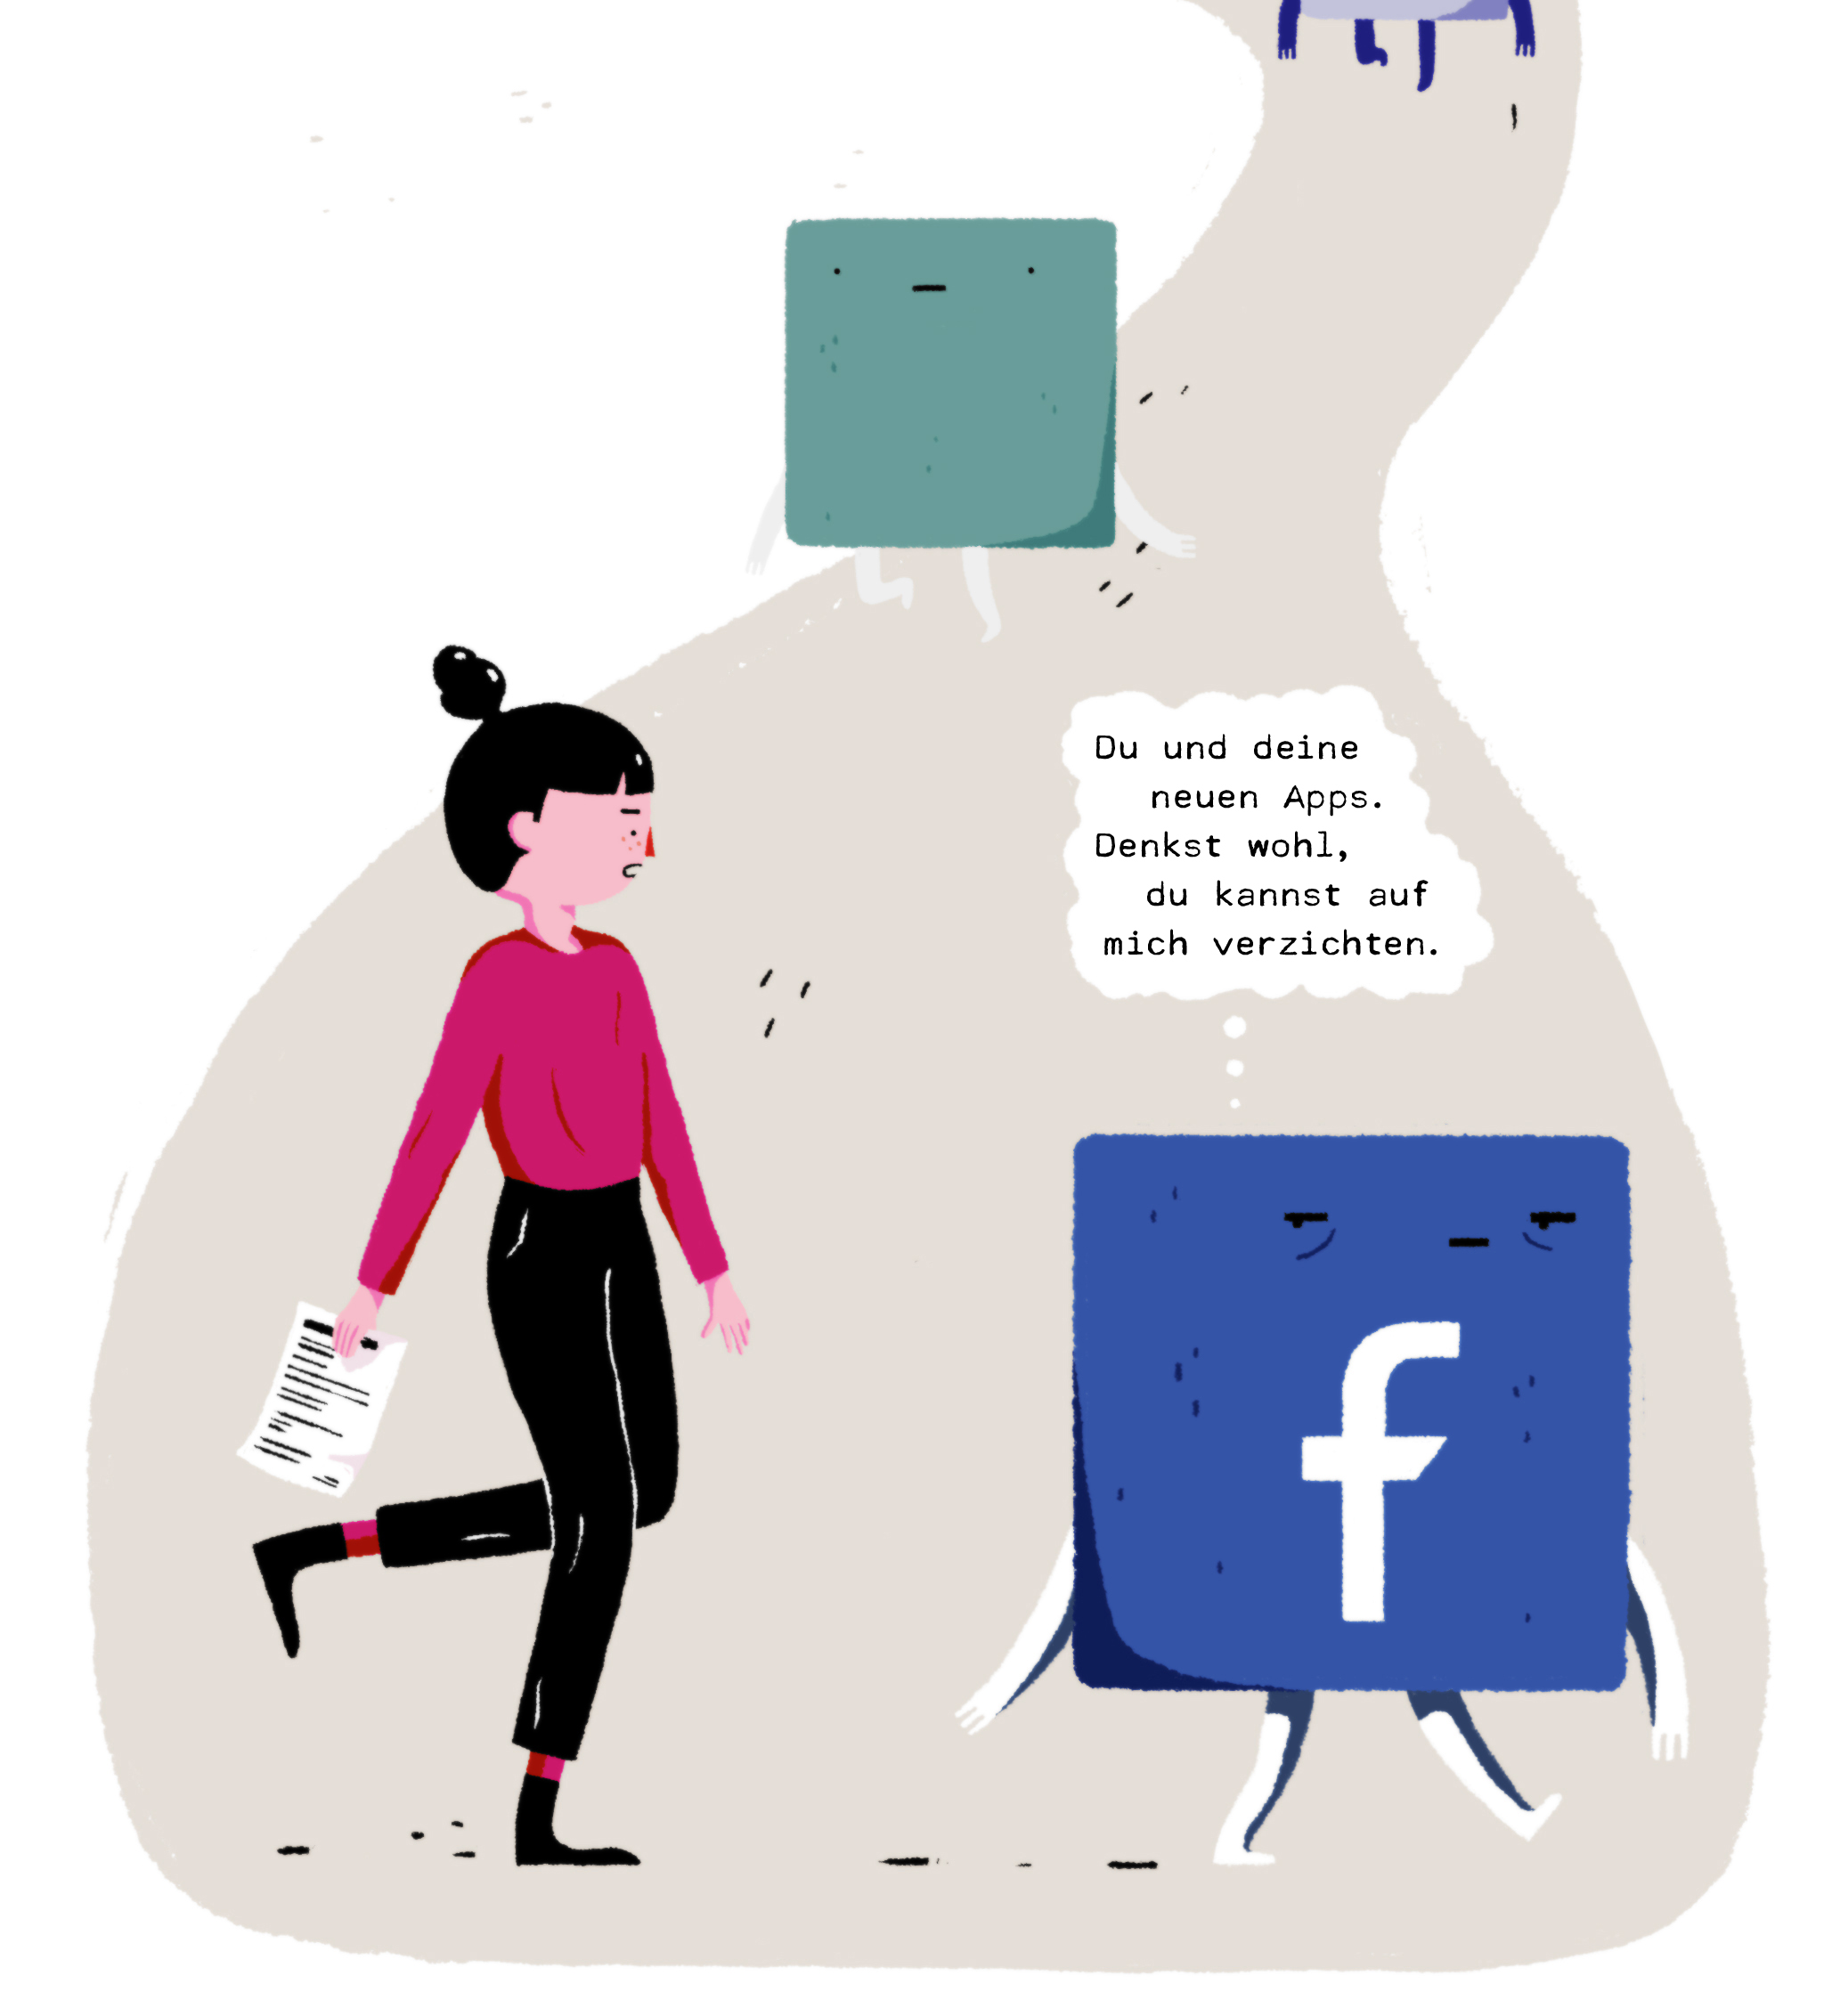 Du und deine
neuen Apps.
Denkst wohl,
du kannst auf
mich verzichten.
f